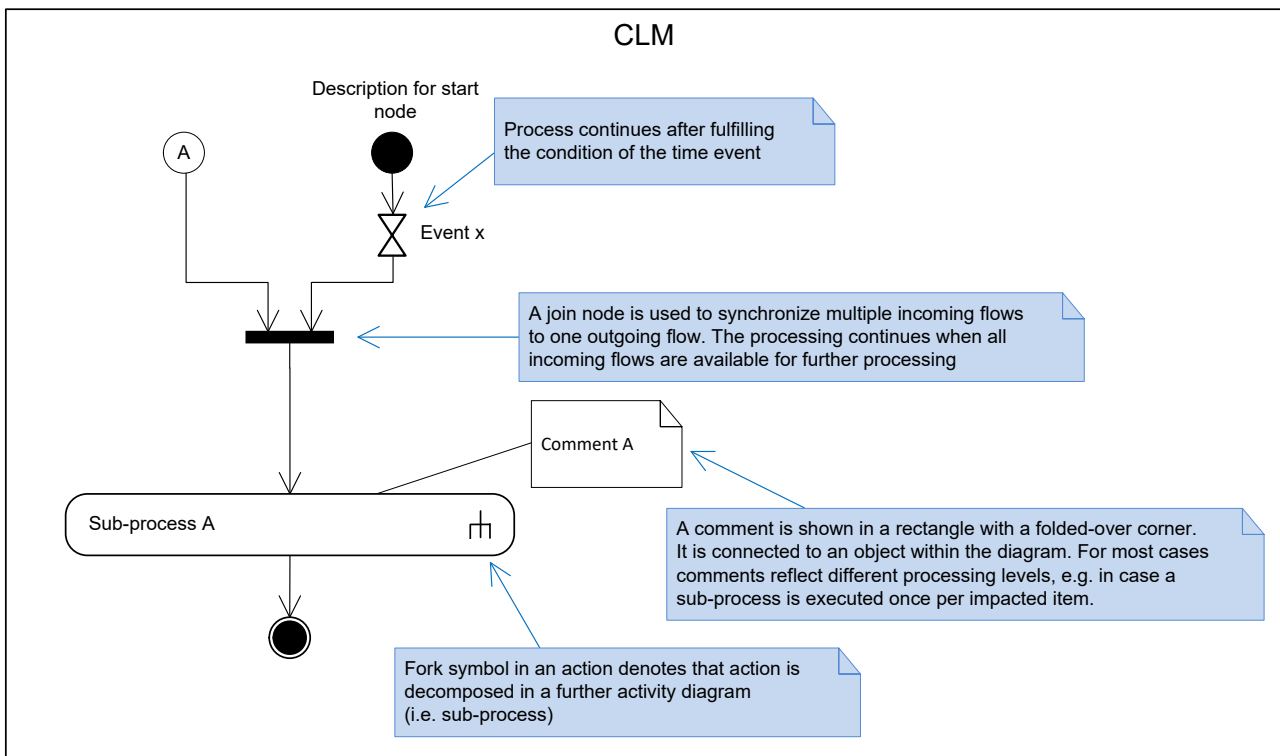 CLM
Description for start
node
A
Process continues after fulfilling
the condition of the time event
Event x
A join node is used to synchronize multiple incoming flows
to one outgoing flow. The processing continues when all
incoming flows are available for further processing
Comment A
Sub-process A
A comment is shown in a rectangle with a folded-over corner.
It is connected to an object within the diagram. For most cases
comments reflect different processing levels, e.g. in case a
sub-process is executed once per impacted item.
Fork symbol in an action denotes that action is
decomposed in a further activity diagram
(i.e. sub-process)